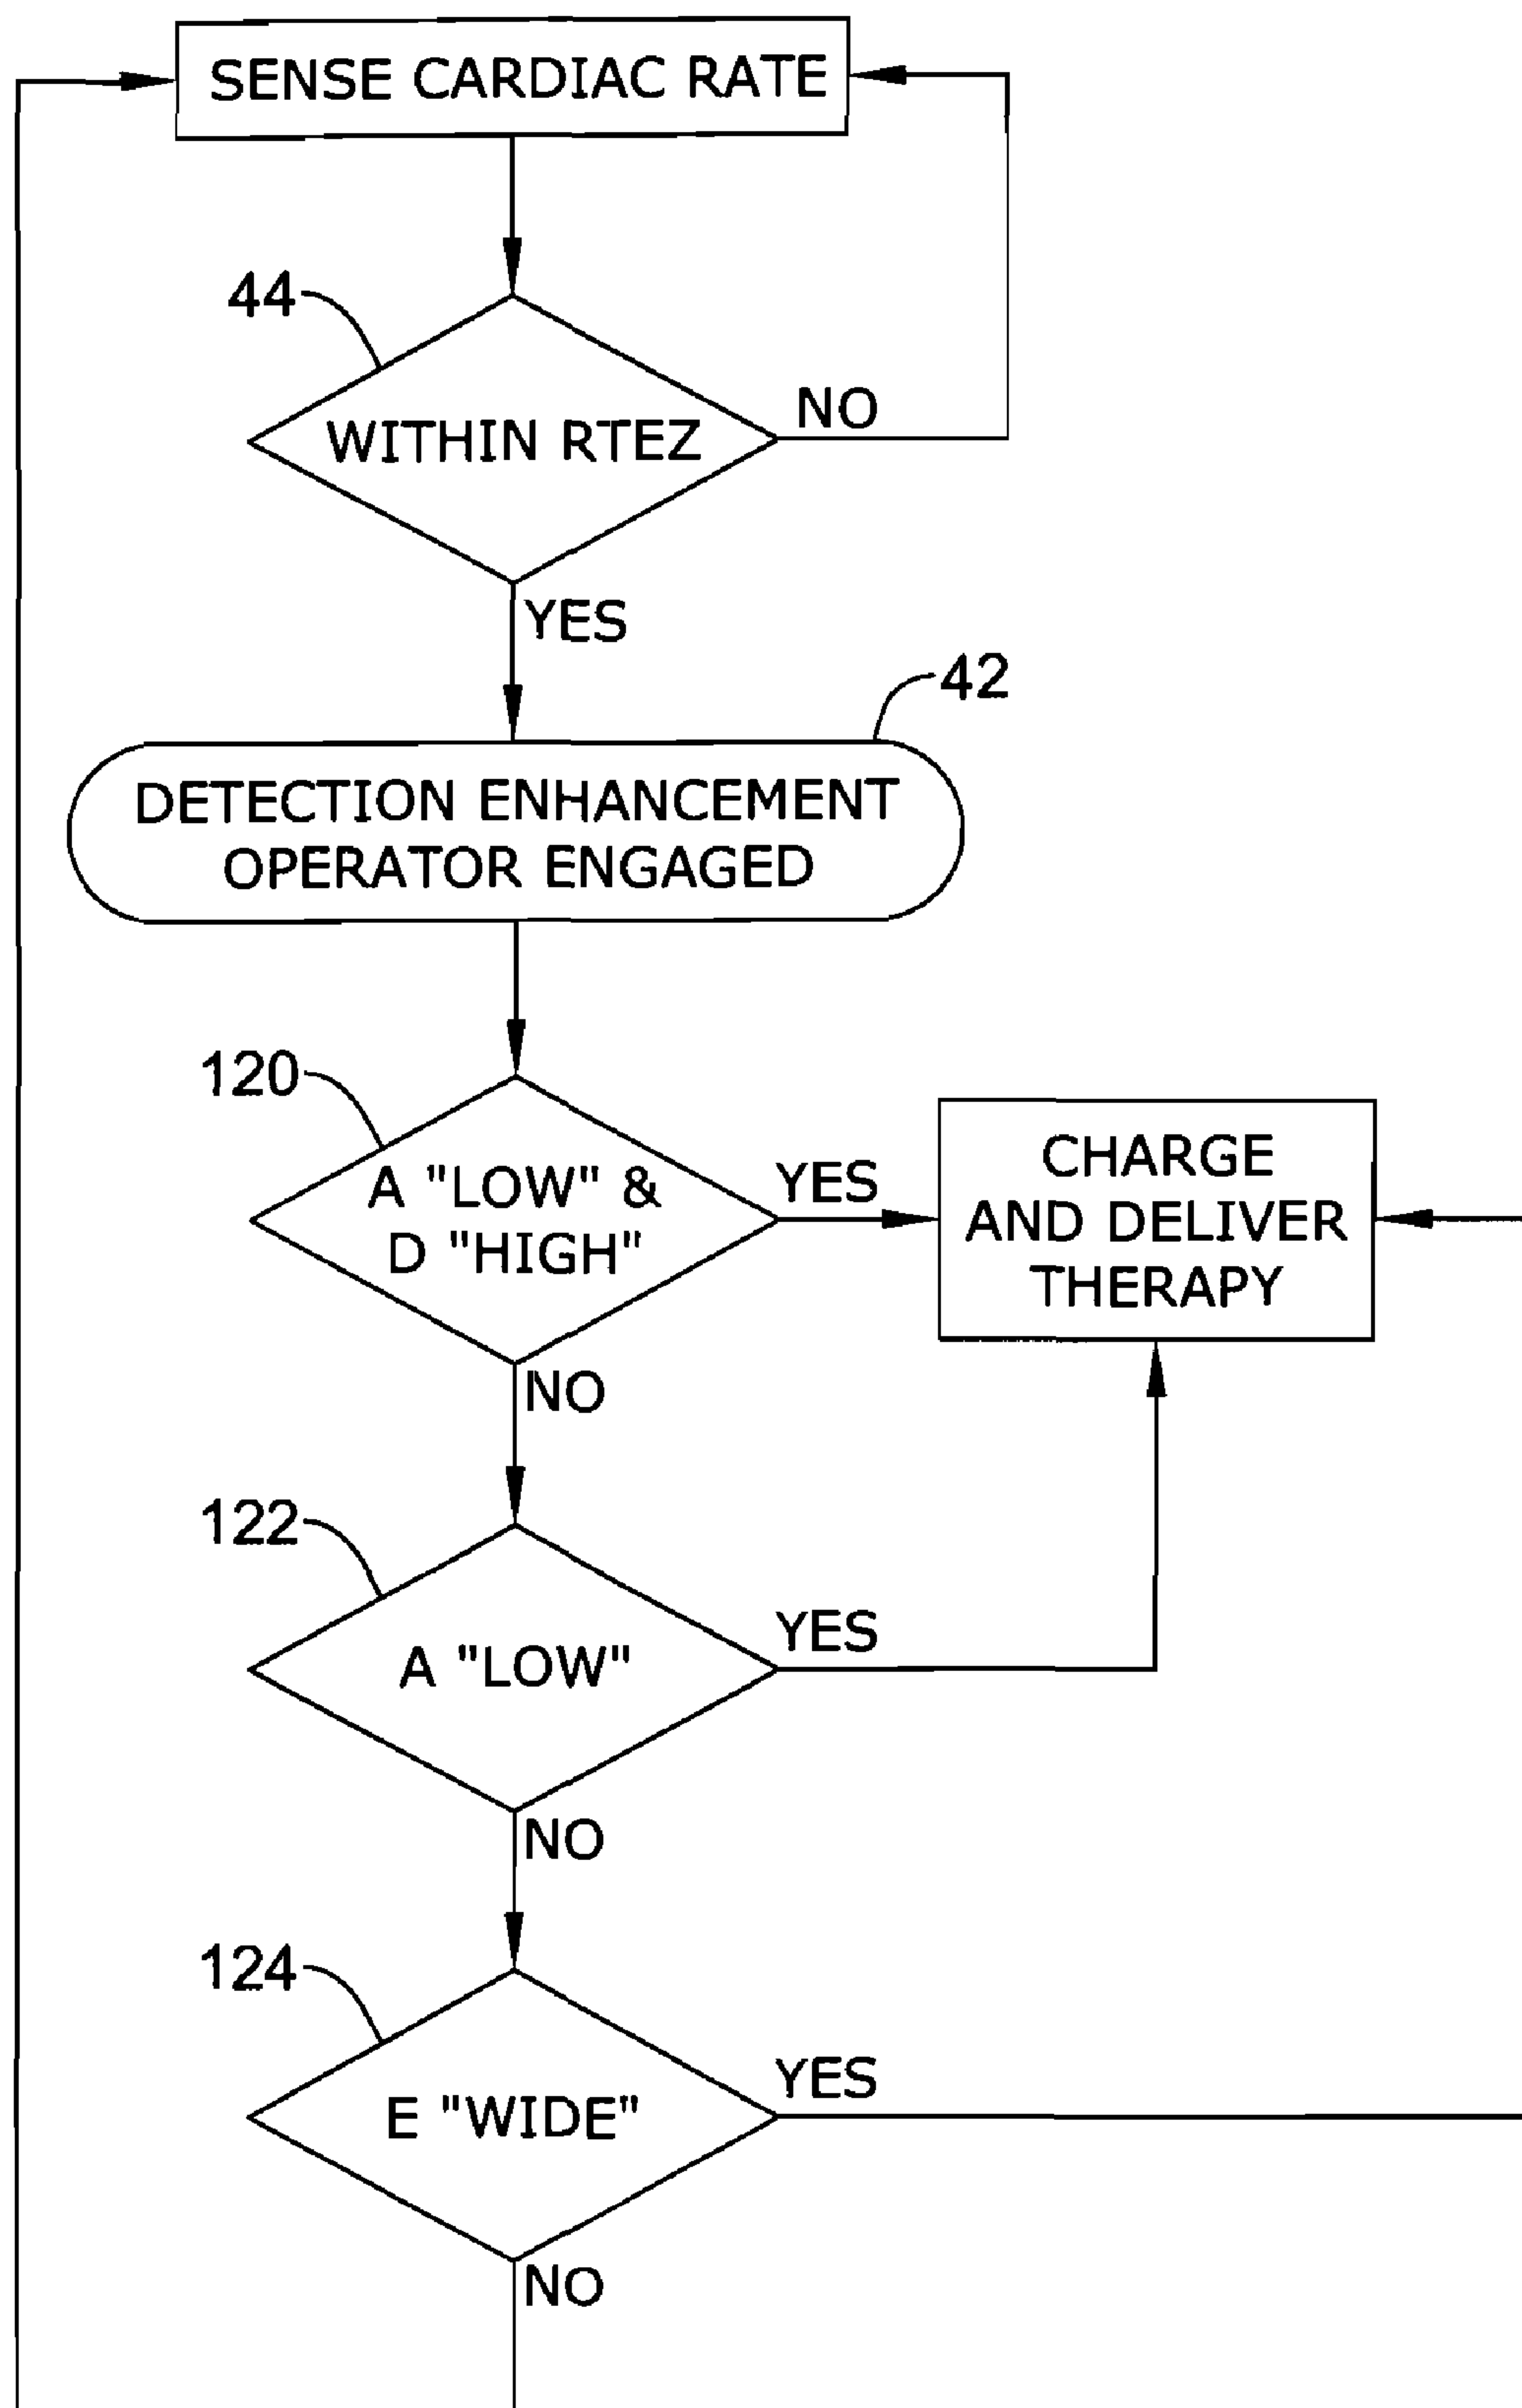 SENSE CARDIAC RATE
44
WITHIN RTEZ
NO
YES
42
DETECTION ENHANCEMENT
OPERATOR ENGAGED
120
A "LOW" &
D "HIGH"
YES
CHARGE
AND DELIVER
THERAPY
NO
122
A "LOW"
YES
NO
124
E "WIDE"
YES
NO